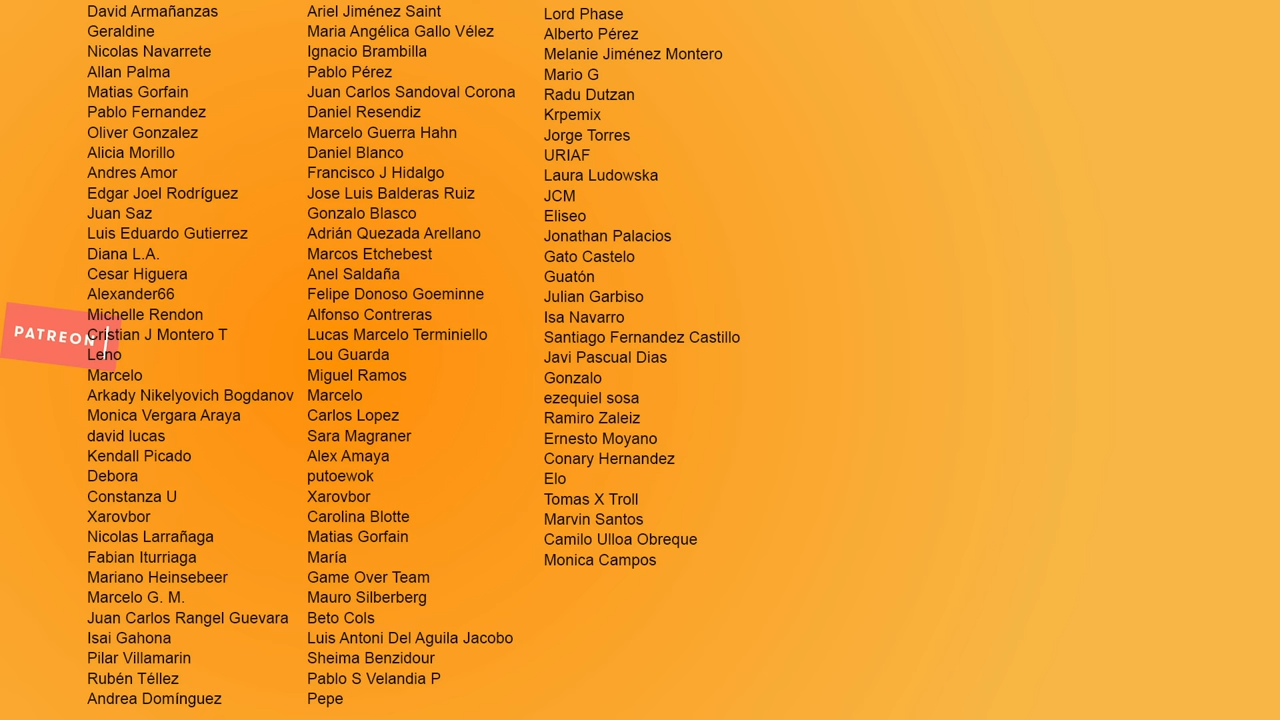 David Armañanzas
Geraldine
Nicolas Navarrete
Allan Palma
Matias Gorfain
Pablo Fernandez
Oliver Gonzalez
Alicia Morillo
Andres Amor
Edgar Joel Rodríguez
Juan Saz
Luis Eduardo Gutierrez
Diana L.A.
Cesar Higuera
Alexander66
Michelle Rendon
Cristian J Montero T
Leno
Marcelo
Arkady Nikelyovich Bogdanov
Monica Vergara Araya
david lucas
Kendall Picado
Debora
Constanza U
Xarovbor
Nicolas Larrañaga
Fabian Iturriaga
Mariano Heinsebeer
Marcelo G. M.
Juan Carlos Rangel Guevara
Isai Gahona
Pilar Villamarin
Rubén Téllez
Andrea Domínguez
PATREON
Ariel Jiménez Saint
Maria Angélica Gallo Vélez
Ignacio Brambilla
Pablo Pérez
Juan Carlos Sandoval Corona
Daniel Resendiz
Marcelo Guerra Hahn
Daniel Blanco
Francisco J Hidalgo
Jose Luis Balderas Ruiz
Gonzalo Blasco
Adrián Quezada Arellano
Marcos Etchebest
Anel Saldaña
Felipe Donoso Goeminne
Alfonso Contreras
Lucas Marcelo Terminiello
Lou Guarda
Miguel Ramos
Marcelo
Carlos Lopez
Sara Magraner
Alex Amaya
putoewok
Xarovbor
Carolina Blotte
Matias Gorfain
María
Game Over Team
Mauro Silberberg
Beto Cols
Luis Antoni Del Aguila Jacobo
Sheima Benzidour
Pablo S Velandia P
Pepe
Lord Phase
Alberto Pérez
Melanie Jiménez Montero
Mario G
Radu Dutzan
Krpemix
Jorge Torres
URIAF
Laura Ludowska
JCM
Eliseo
Jonathan Palacios
Gato Castelo
Guatón
Julian Garbiso
Isa Navarro
Santiago Fernandez Castillo
Javi Pascual Dias
Gonzalo
ezequiel sosa
Ramiro Zaleiz
Ernesto Moyano
Conary Hernandez
Elo
Tomas X Troll
Marvin Santos
Camilo Ulloa Obreque
Monica Campos